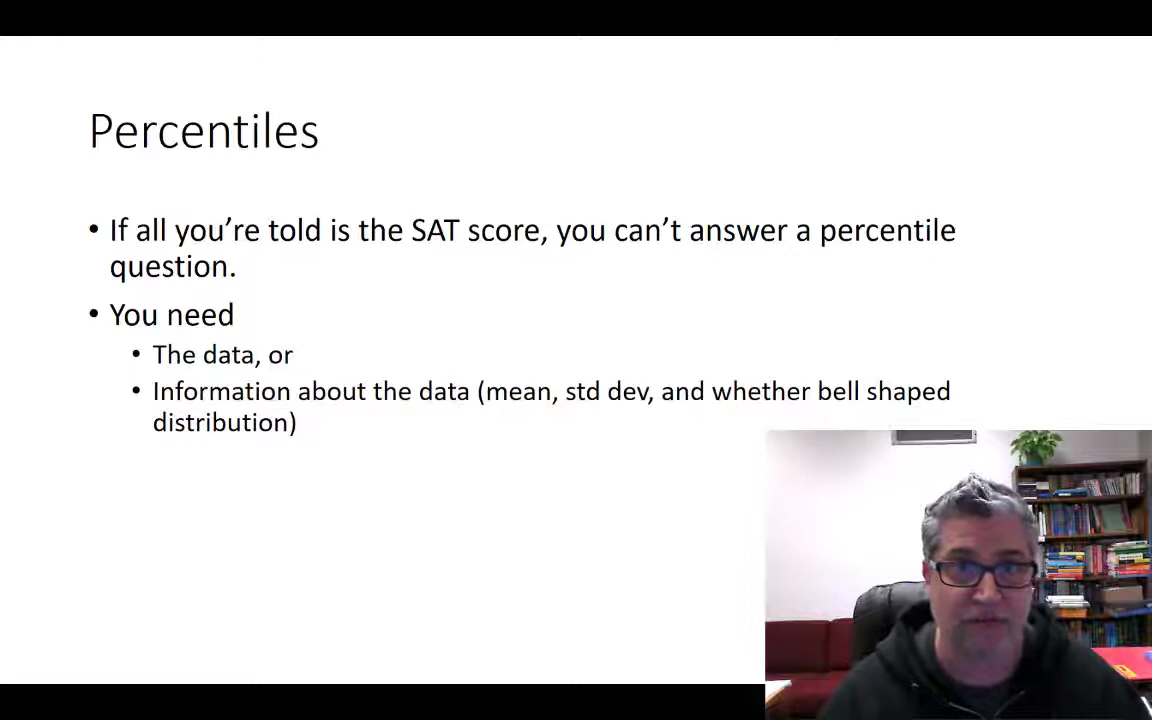 Percentiles
• If all you’re told is the SAT score, you can’t answer a percentile
question.
• You need
• The data, or
• Information about the data (mean, std dev, and whether bell shaped
distribution)